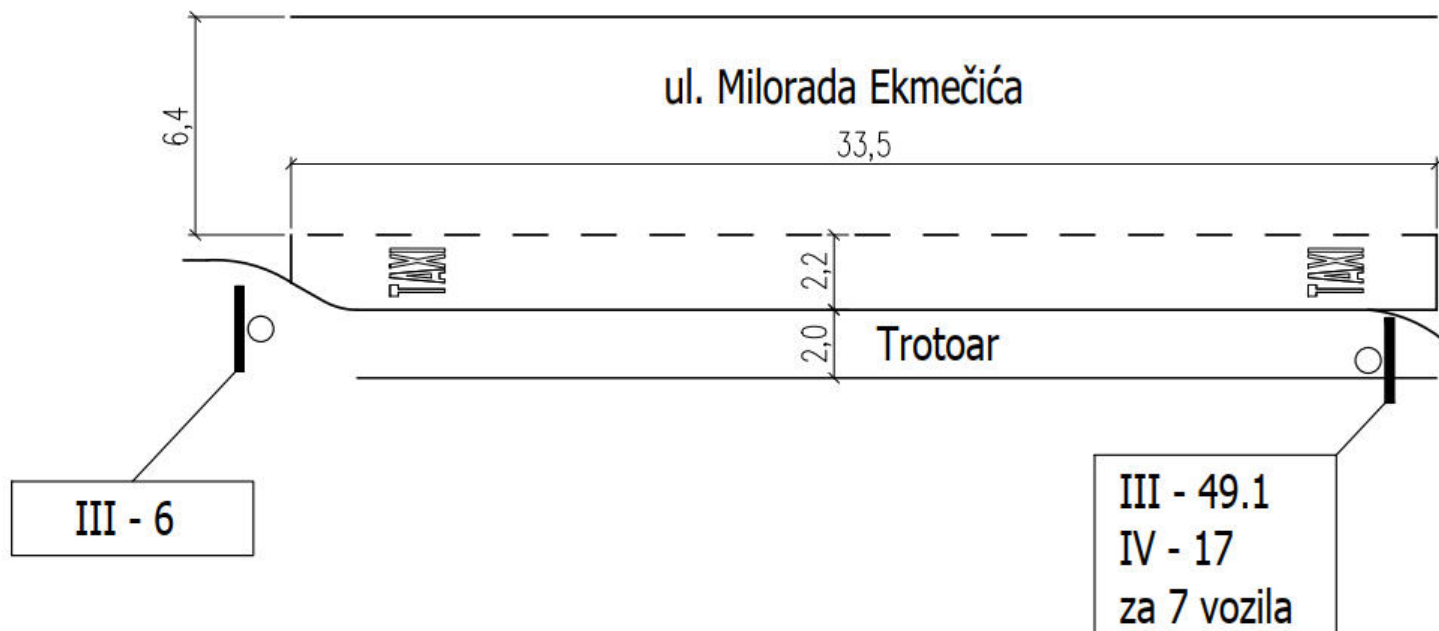 ul. Milorada Ekmečića
6,4
33,5
TAXI
2,2
TAXI
2,0
Trotoar
III - 6
III - 49.1
IV - 17
za 7 vozila